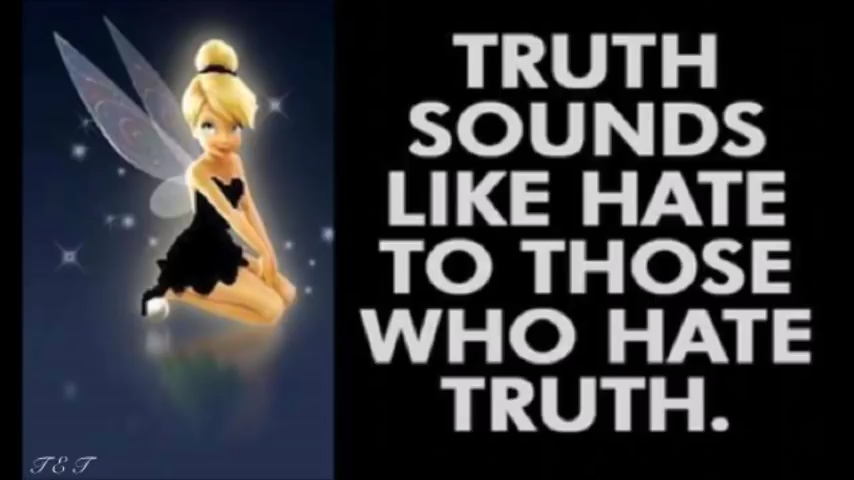 TRUTH
SOUNDS
LIKE HATE
TO THOSE
WHO HATE
TRUTH.
T&T